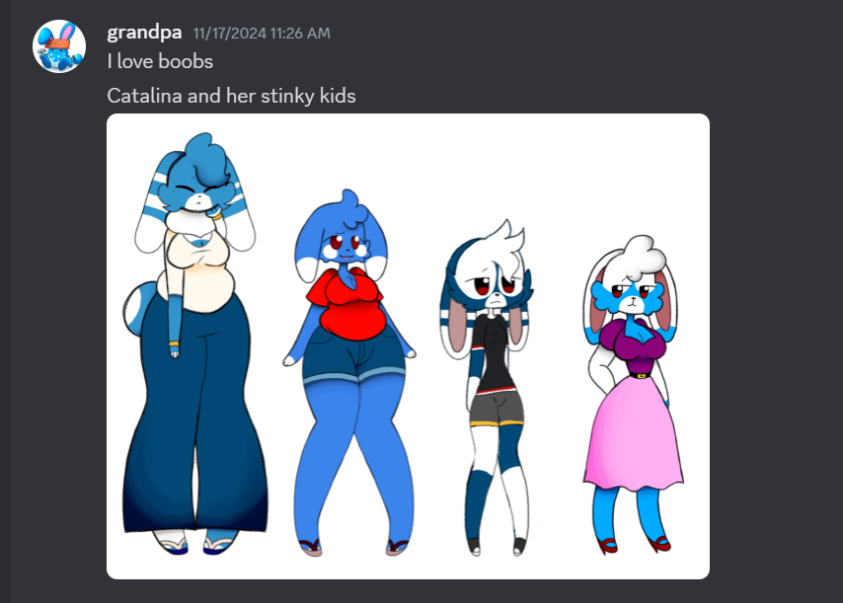 grandpa 11/17/2024 11:26 AM
I love boobs
Catalina and her stinky kids